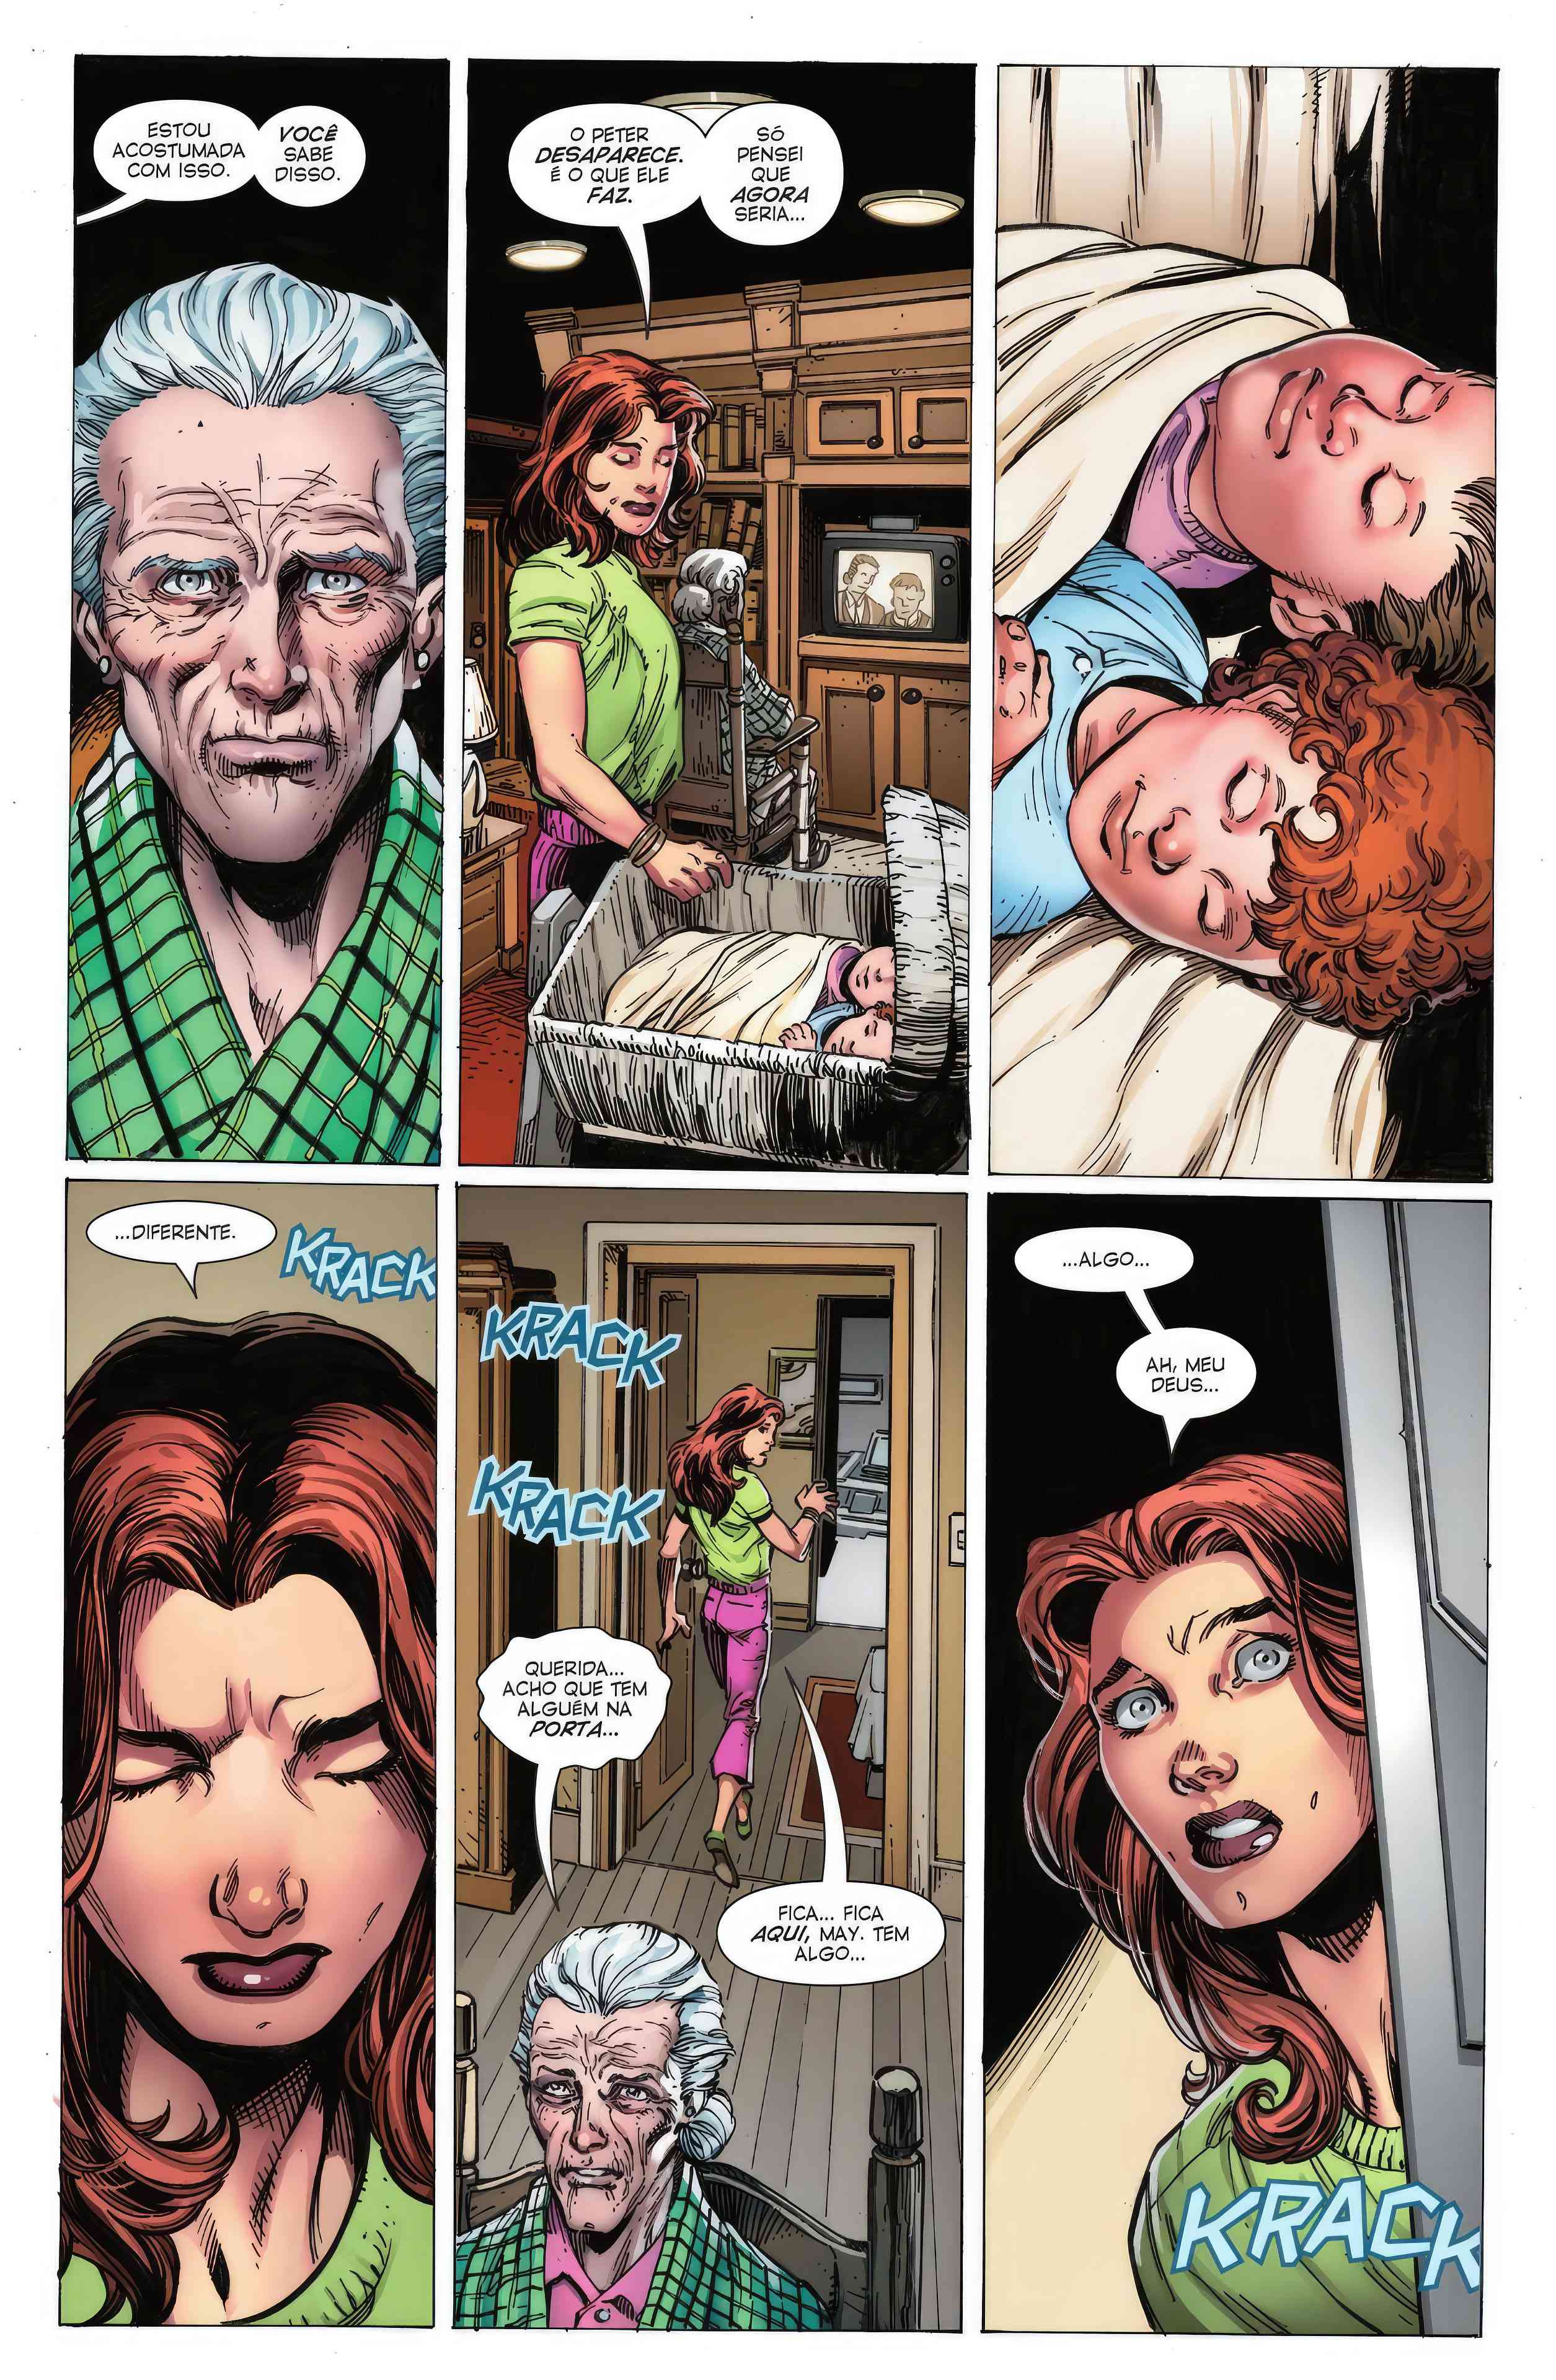 ESTOU
ACOSTUMADA
COM ISSO.
VOCÊ
SABE
DISSO.
O PETER
DESAPARECE.
É O QUE ELE
FAZ.
SÓ
PENSEI
QUE
AGORA
SERIA...
...DIFERENTE.
KRACK
KRACK
KRACK
QUERIDA...
ACHO QUE TEM
ALGUÉM NA
PORTA...
FICA... FICA
AQUI, MAY. TEM
ALGO...
...ALGO...
AH, MEU
DEUS...
KRACK